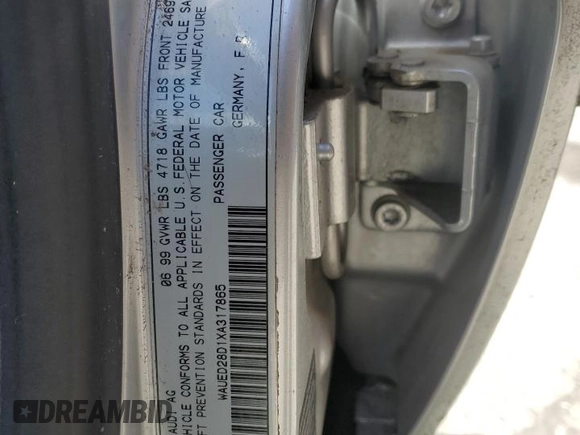 AUDI AG
06 99 GVWR LBS 4718 GAWR LBS FRONT 2469
HICLE CONFORMS TO ALL APPLICABLE U.S. FEDERAL MOTOR VEHICLE SA
FT PREVENTION STANDARDS IN EFFECT ON THE DATE OF MANUFACTURE
WAUED28D1XA317865 PASSENGER CAR GERMANY, F.R
DREAMBID